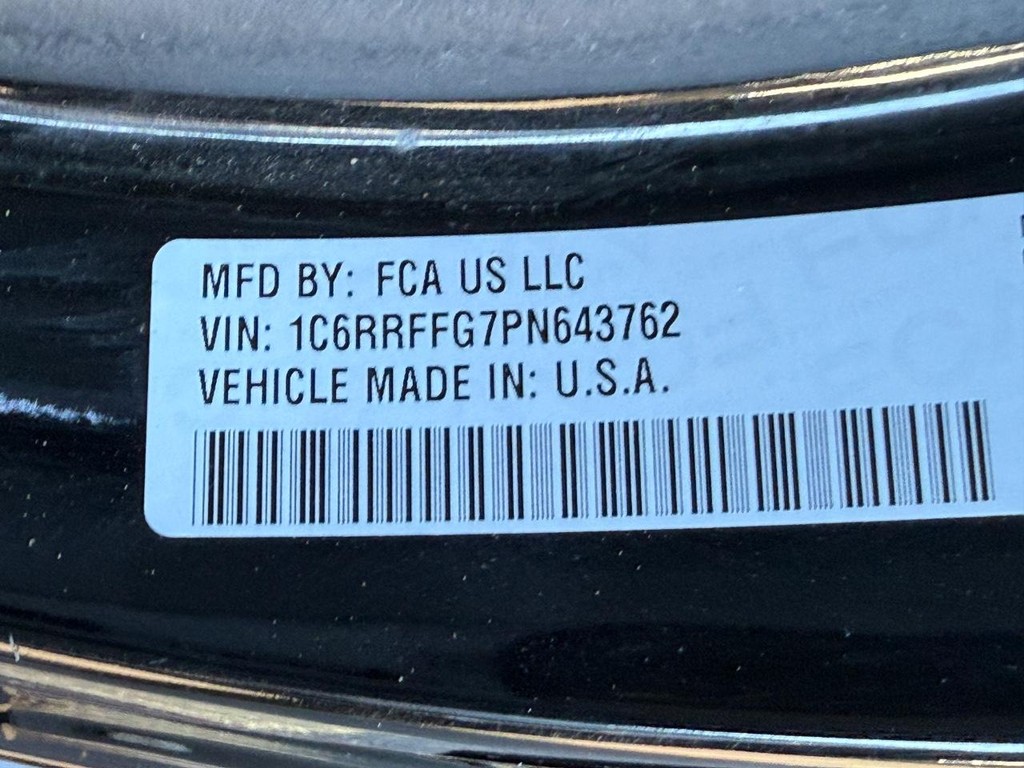 MFD BY: FCA US LLC
VIN: 1C6RRFFG7PN643762
VEHICLE MADE IN: U.S.A.